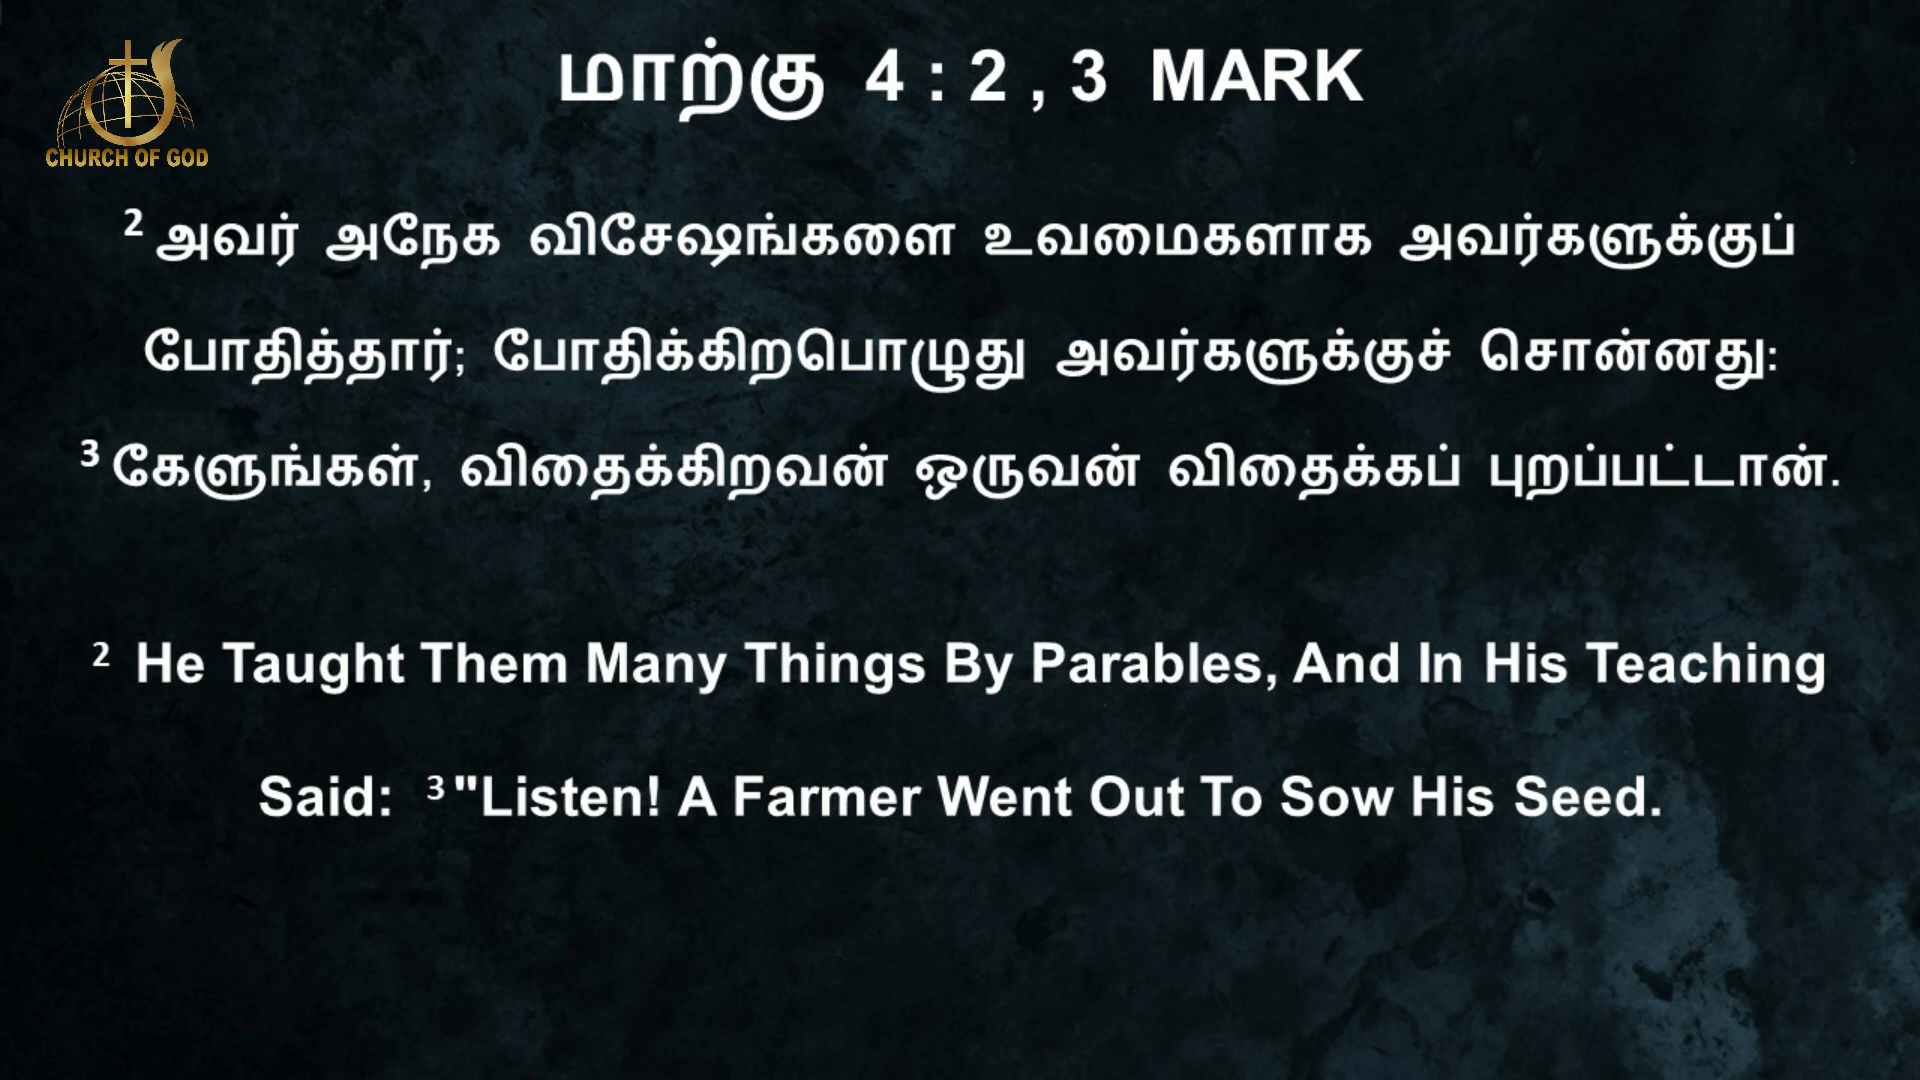 CHURCH OF GOD
மாற்கு 4 : 2 , 3 MARK
2 அவர் அநேக விசேஷங்களை உவமைகளாக அவர்களுக்குப்
போதித்தார்; போதிக்கிறபொழுது அவர்களுக்குச் சொன்னது:
3 கேளுங்கள், விதைக்கிறவன் ஒருவன் விதைக்கப் புறப்பட்டான்.
2 He Taught Them Many Things By Parables, And In His Teaching
Said: 3 "Listen! A Farmer Went Out To Sow His Seed.